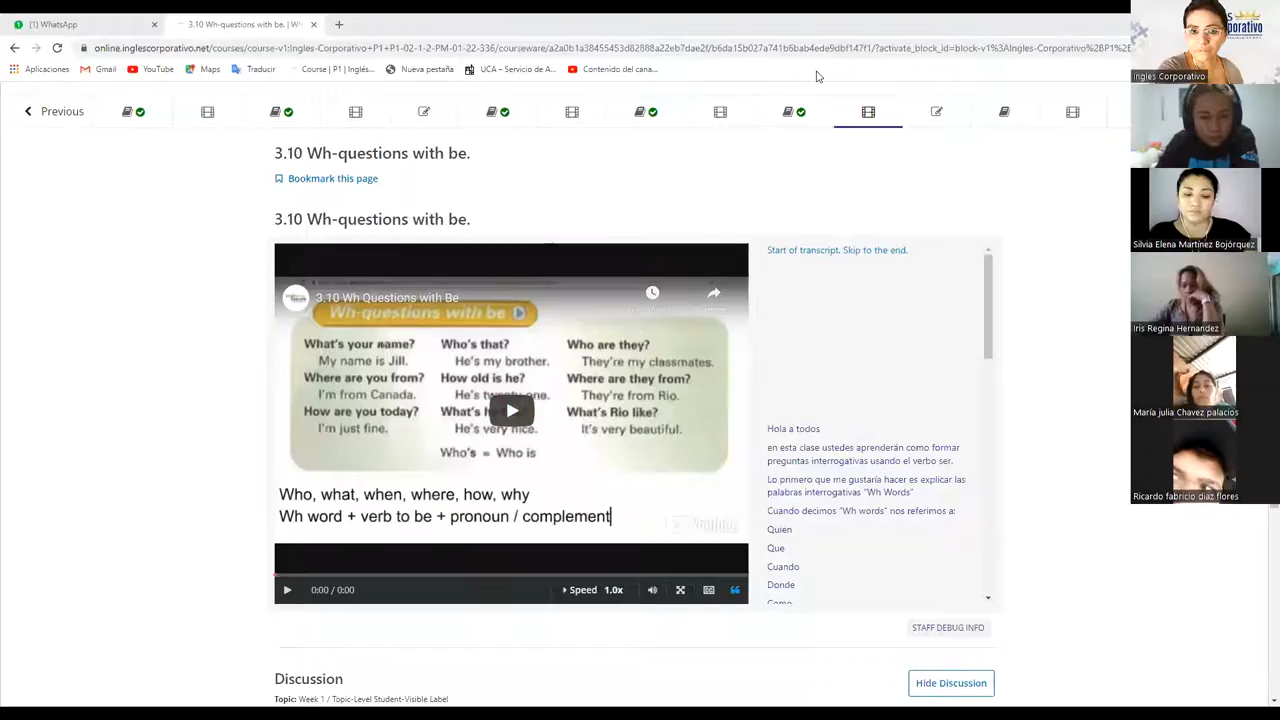 (1) WhatsApp
3.10 Wh-questions with be. | Wh
online.inglescorporativo.net/courses/course-v1:Ingles-Corporativo+P1+P1-02-1-2-PM-01-22-336/courseware/
Aplicaciones Gmail YouTube Maps Traducir Course | P1 | Inglés... Nueva pestaña UCA – Servicio de A... Contenido del cana...
Ingles Corporativo
Previous
3.10 Wh-questions with be.
Bookmark this page
3.10 Wh-questions with be.
3.10 Wh Questions with Be
Wh-questions with be
What's your name? Who's that? Who are they?
My name is Jill. He's my brother. They're my classmates.
Where are you from? How old is he? Where are they from?
I'm from Canada. He's twenty-one. They're from Rio.
How are you today? What's he What's Rio like?
I'm just fine. He's very nice. It's very beautiful.
Who's = Who is
Who, what, when, where, how, why
Wh word + verb to be + pronoun / complement
YouTube
0:00 / 0:00 Speed 1.0x
Start of transcript. Skip to the end.
Hola a todos
en esta clase ustedes aprenderán como formar
preguntas interrogativas usando el verbo ser.
Lo primero que me gustaría hacer es explicar las
palabras interrogativas "Wh Words"
Cuando decimos "Wh words" nos referimos a:
Quien
Que
Cuando
Donde
Como
STAFF DEBUG INFO
Discussion
Hide Discussion
Topic: Week 1 / Topic-Level Student-Visible Label
Silvia Elena Martínez Bojórquez
Iris Regina Hernandez
María julia Chavez palacios
Ricardo fabricio diaz flores